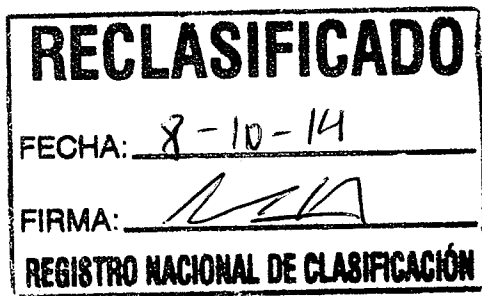 RECLASIFICADO
FECHA: 8-10-14
FIRMA:
REGISTRO NACIONAL DE CLASIFICACIÓN